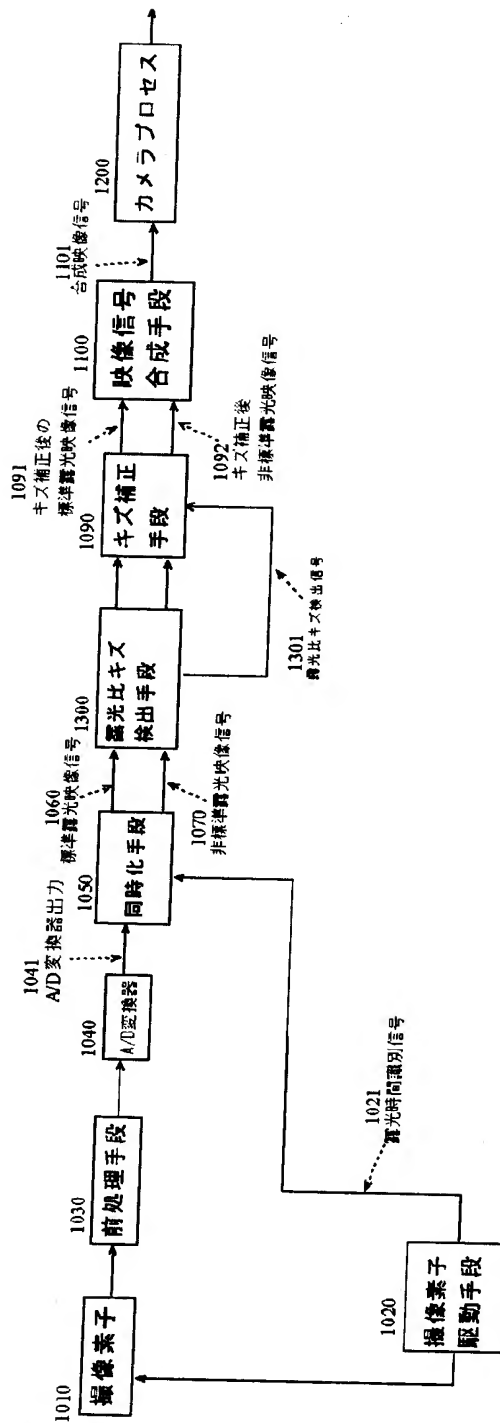 1010
撮像素子
1030
前処理手段
1040
A/D変換器
1041
A/D変換器出力
1050
同時化手段
1060
標準露光映像信号
1070
非標準露光映像信号
1300
露光比キズ
検出手段
1301
露光比キズ検出信号
1090
キズ補正
手段
1091
キズ補正後の
標準露光映像信号
1092
キズ補正後
非標準露光映像信号
1100
映像信号
合成手段
1101
合成映像信号
1200
カメラプロセス
1020
撮像素子
駆動手段
1021
露光時間識別信号